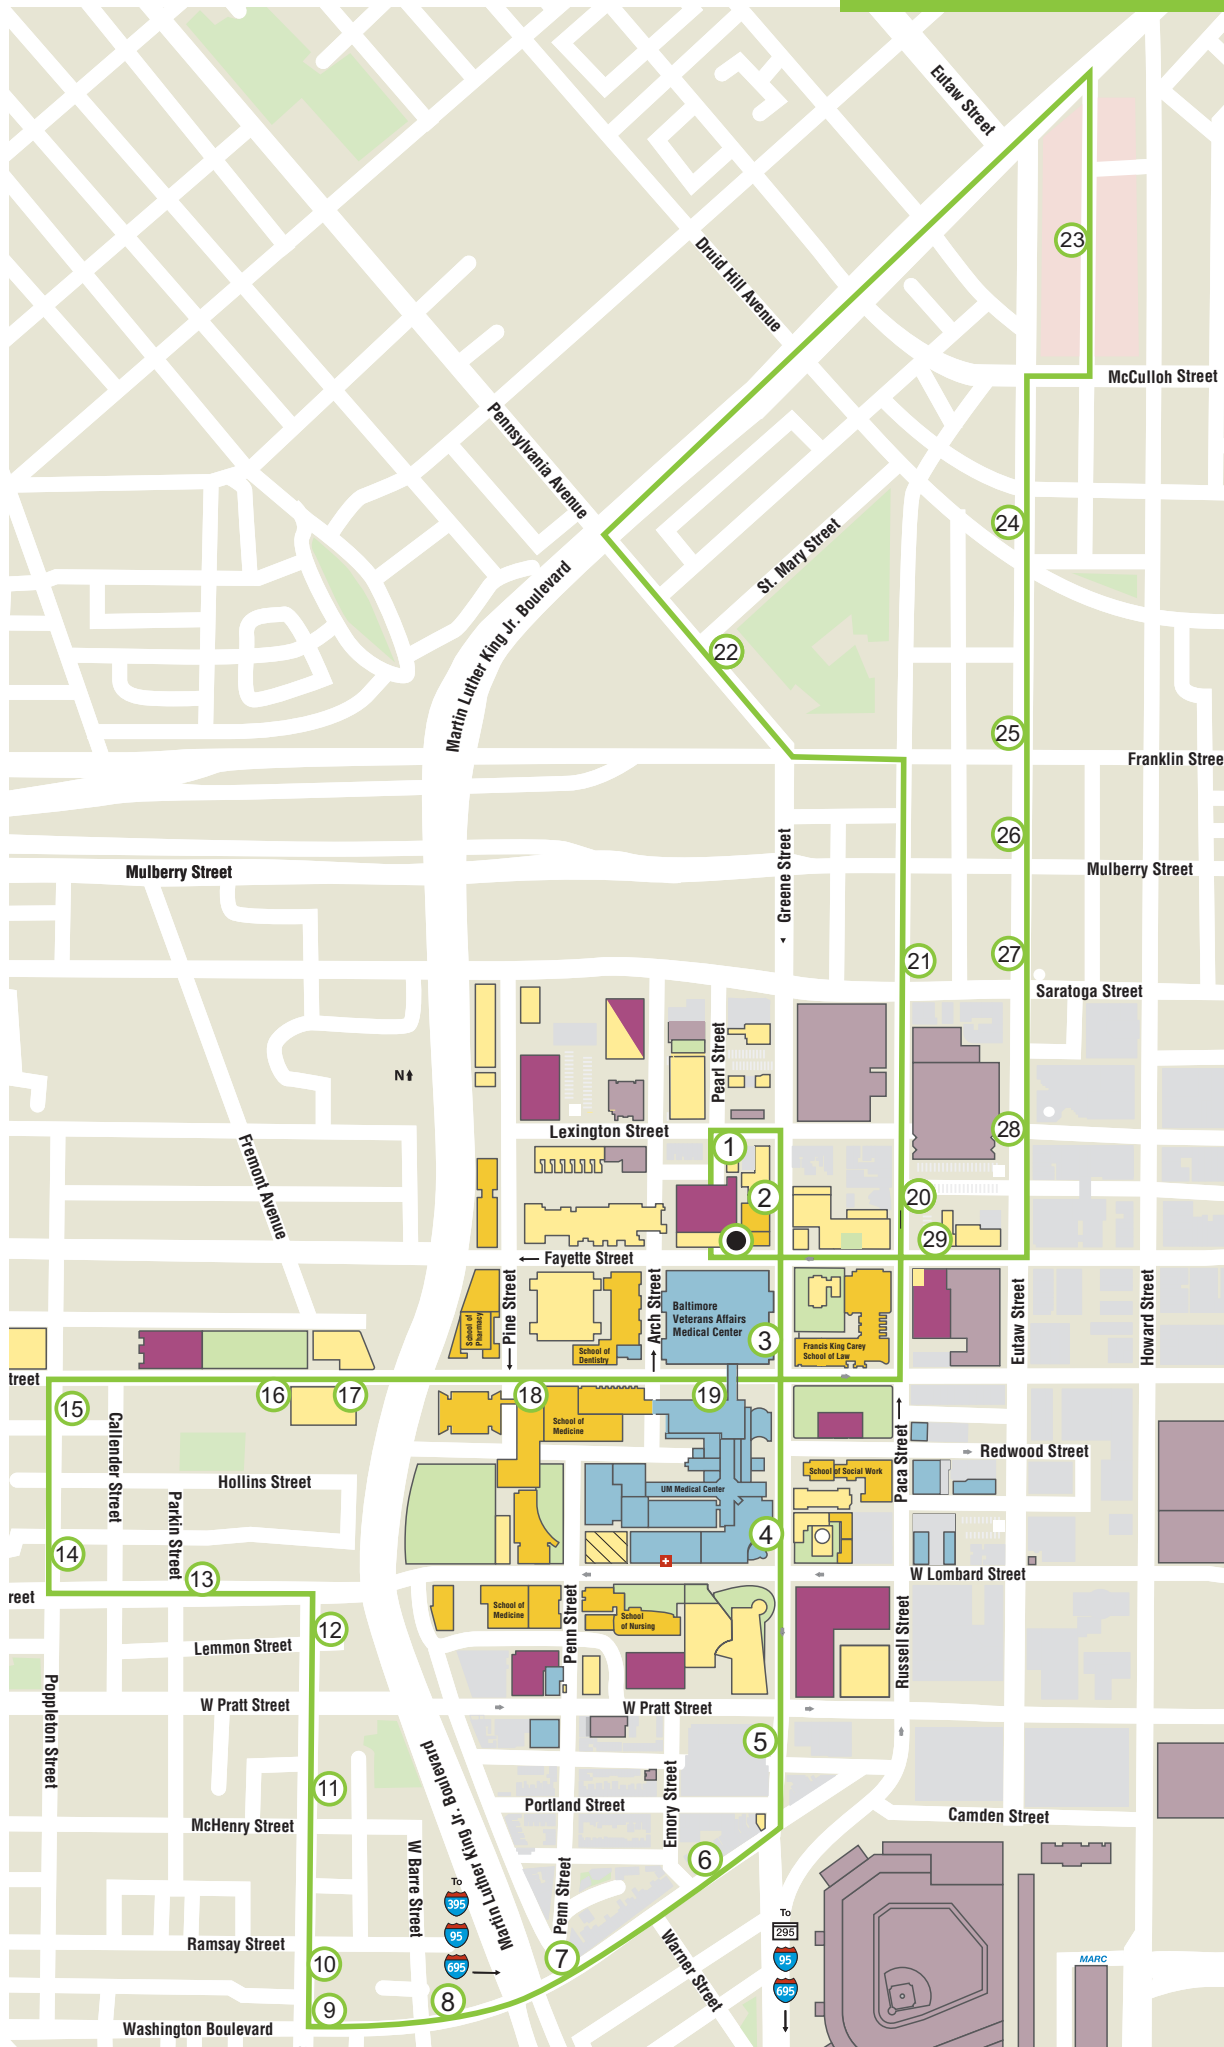 Eutaw Street
23
Druid Hill Avenue
McCulloh Street
Pennsylvania Avenue
24
St. Mary Street
Martin Luther King Jr. Boulevard
22
25
Franklin Stree
26
Greene Street
Mulberry Street
Mulberry Street
21
27
Saratoga Street
N
Pearl Street
Lexington Street
28
1
Fremont Avenue
2
20
29
Fayette Street
Pine Street
Arch Street
Baltimore
Veterans Affairs
Medical Center
3
School of
Pharmacy
School of
Dentistry
Francis King Carey
School of Law
Eutaw Street
Howard Street
treet
15
16
17
18
19
Callender Street
School of
Medicine
Paca Street
Redwood Street
Hollins Street
School of Social Work
UM Medical Center
Parkin Street
14
4
13
W Lombard Street
reet
School of
Medicine
Penn Street
School
of Nursing
12
Lemmon Street
Russell Street
Poppleton Street
W Pratt Street
W Pratt Street
5
Martin Luther King Jr. Boulevard
11
Portland Street
Emory Street
Camden Street
McHenry Street
6
W Barre Street
To
395
95
695
Penn Street
To
295
95
695
Ramsay Street
7
Warner Street
MARC
10
8
9
Washington Boulevard